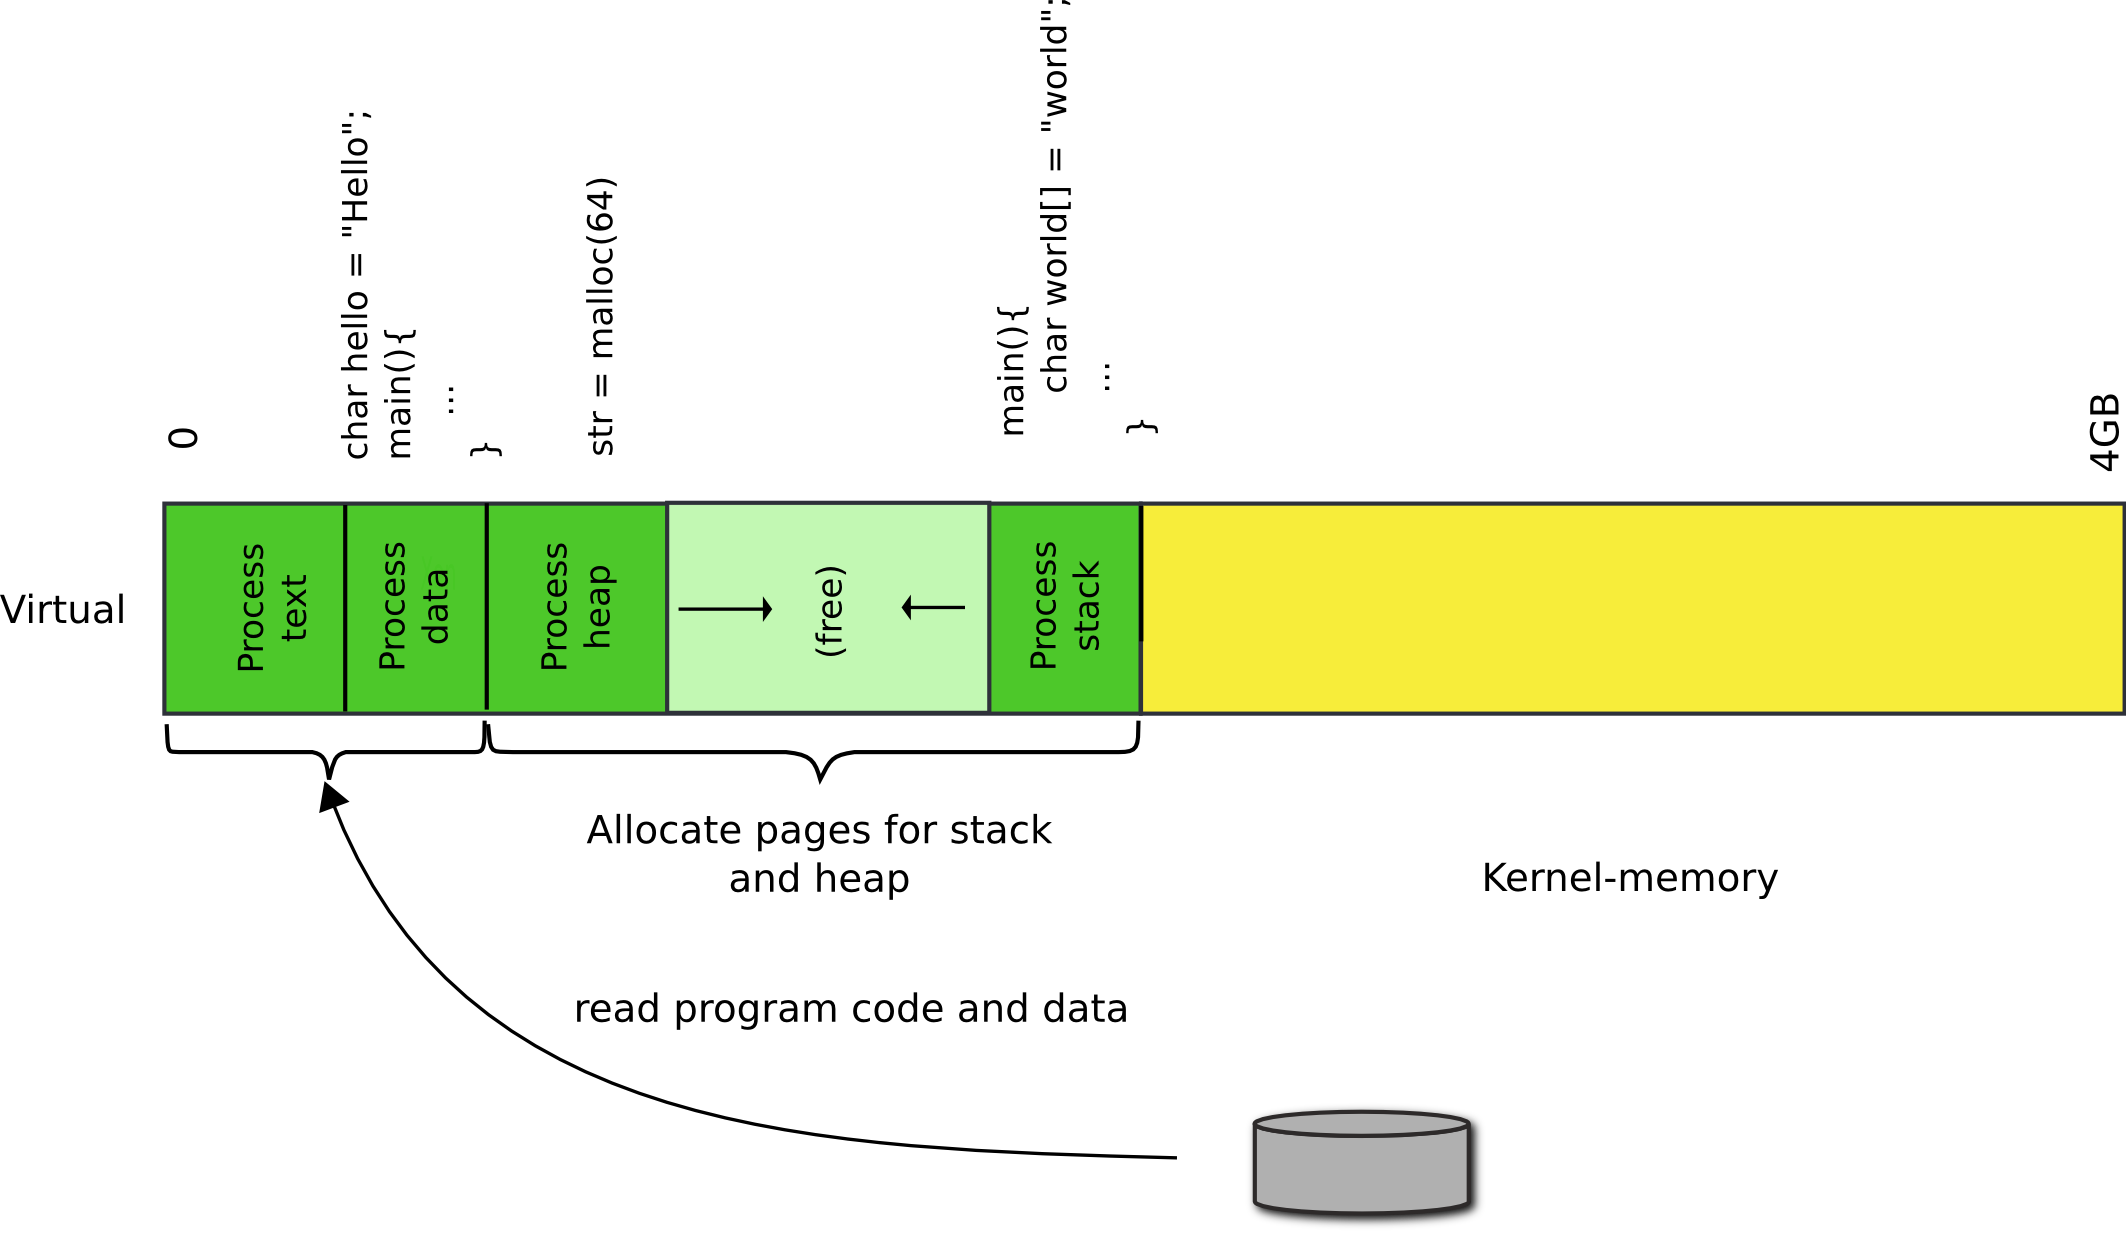 0
char hello = "Hello";
main(){
...
}
str = malloc(64)
main(){
char world[] = "world";
...
}
4GB
Virtual
Process
text
Process
data
Process
heap
(free)
Process
stack
Allocate pages for stack
and heap
Kernel-memory
read program code and data